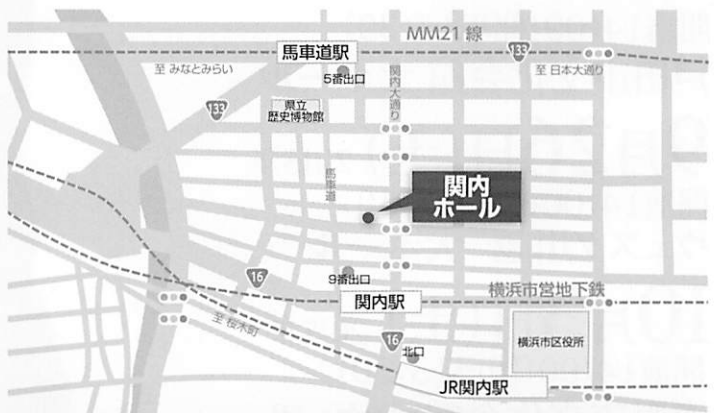 MM21 線
馬車道駅
133
至 みなとみらい
5番出口
関内大通り
至 日本大通り
133
県立
歴史博物館
馬車道
関内
ホール
16
9番出口
関内駅
横浜市営地下鉄
至 桜木町
16
北口
横浜市区役所
JR関内駅